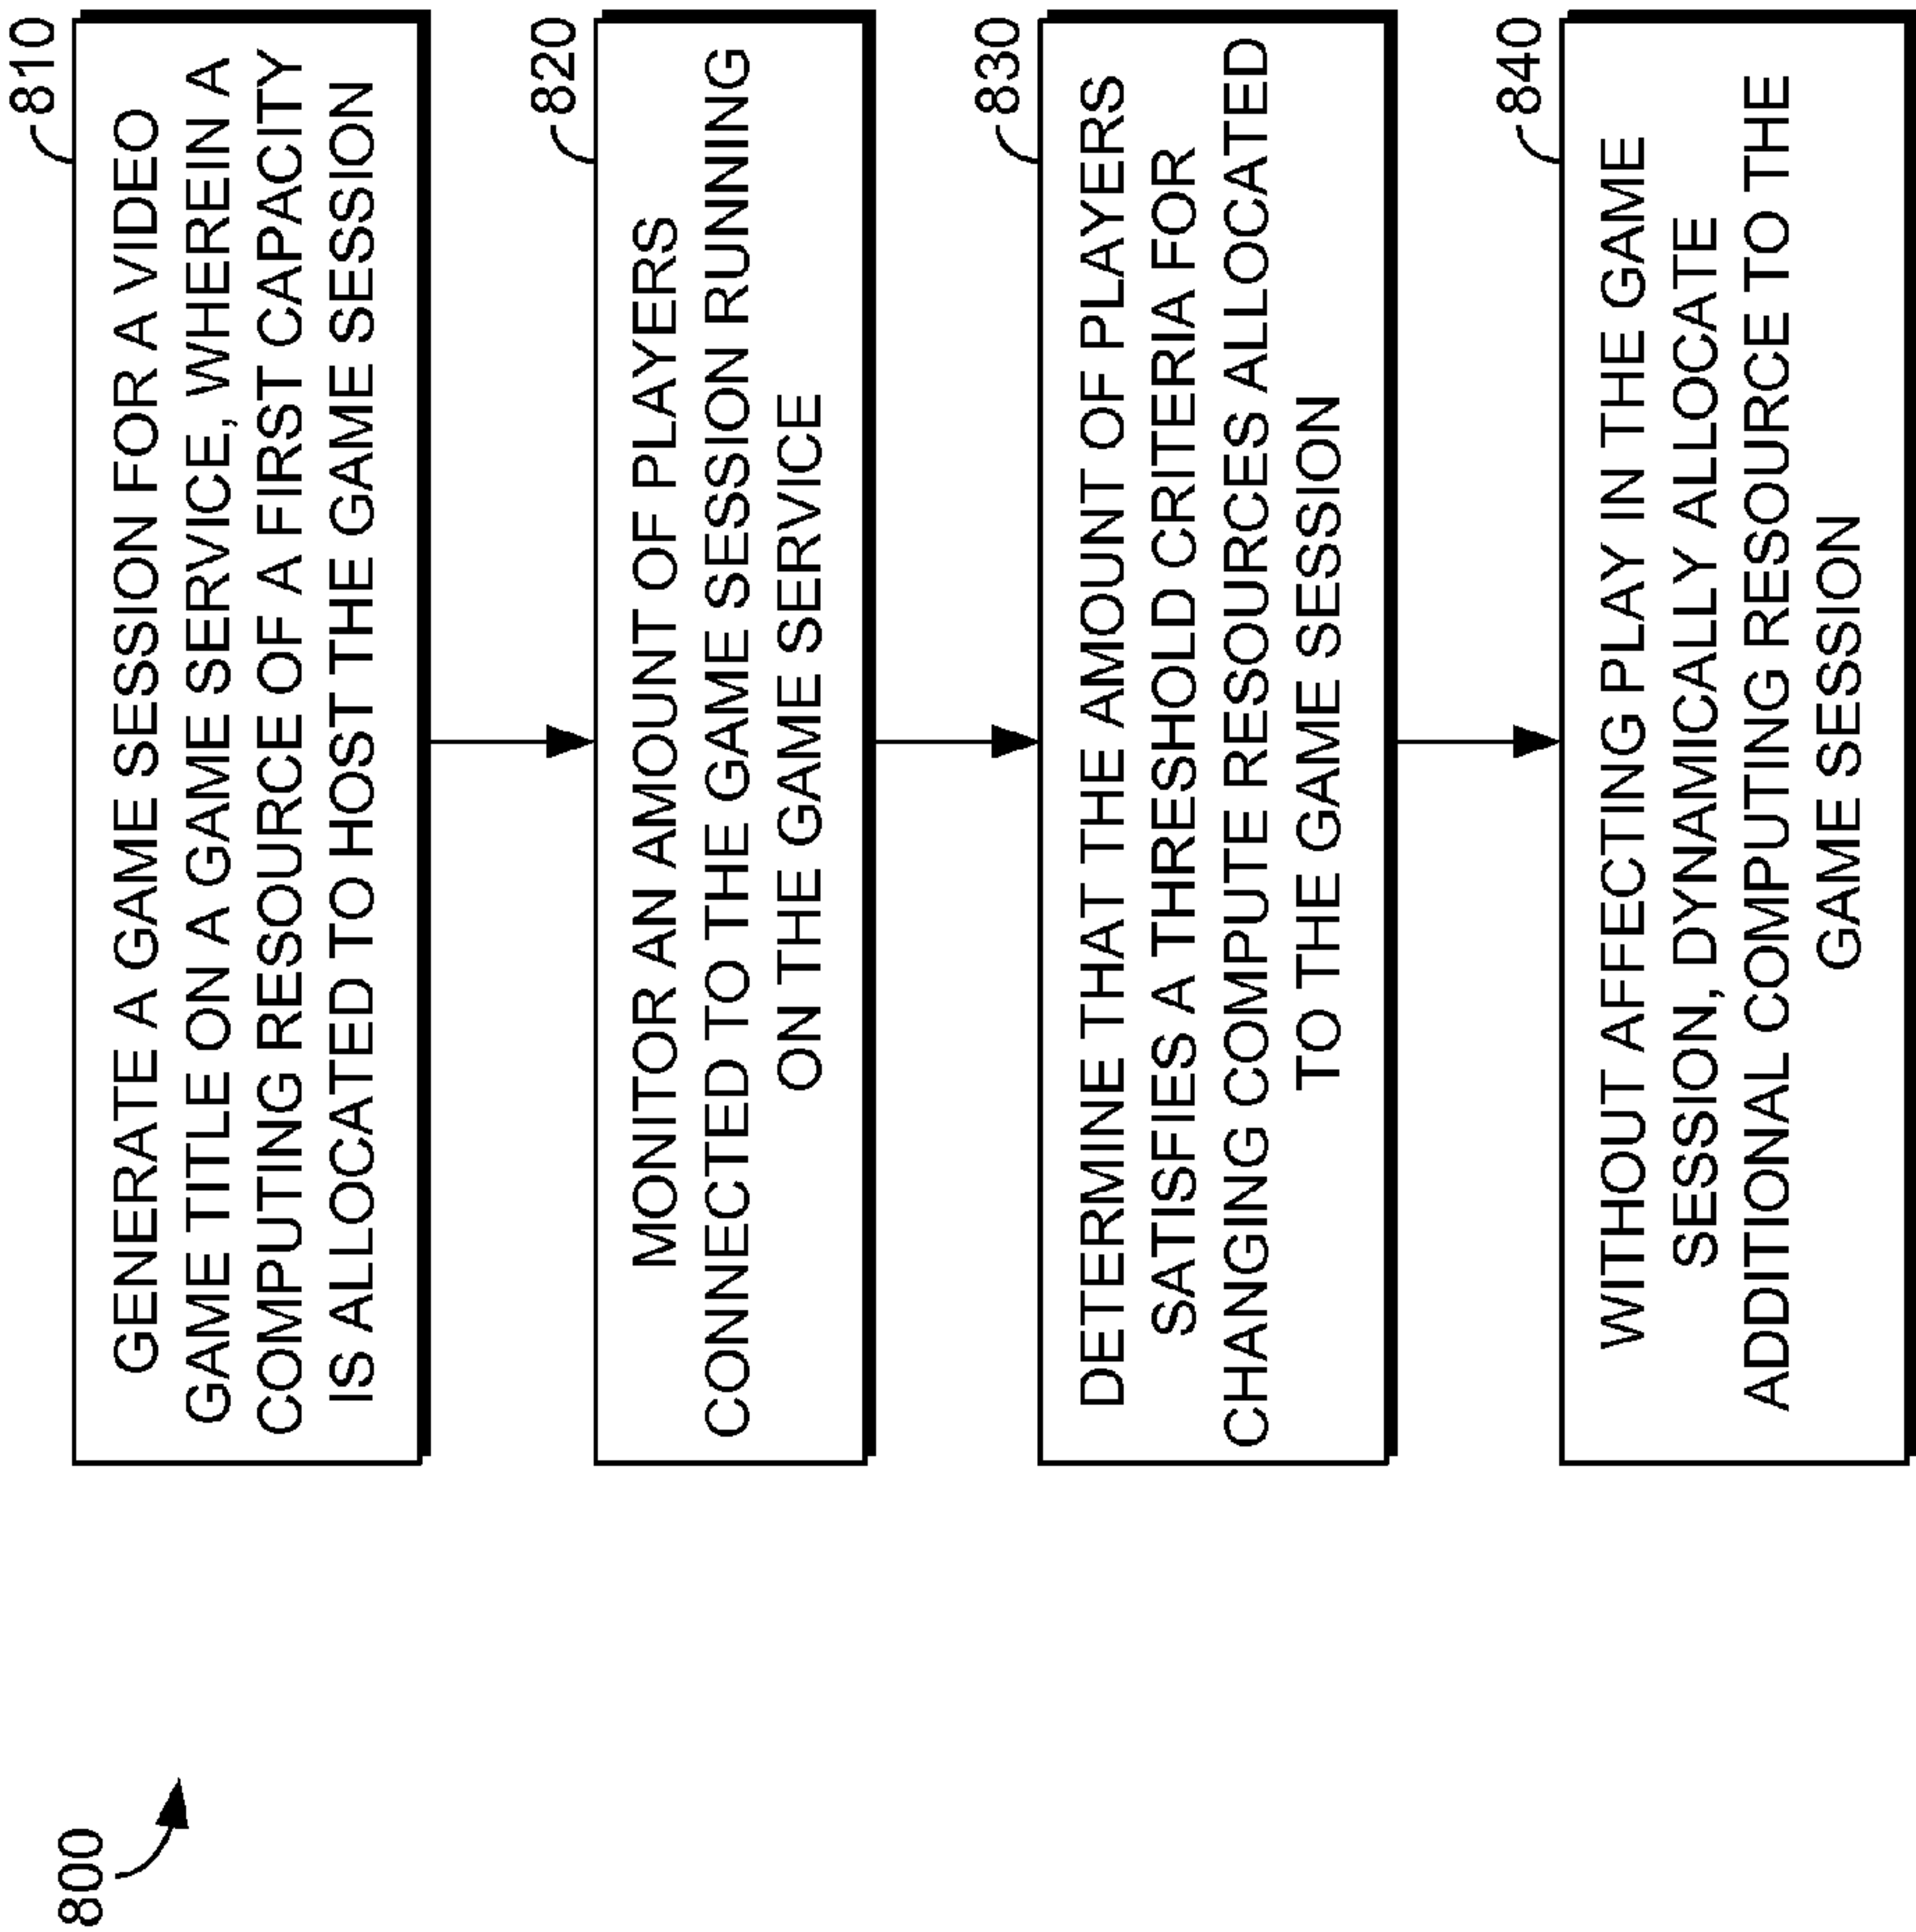 800
810
GENERATE A GAME SESSION FOR A VIDEO
GAME TITLE ON A GAME SERVICE, WHEREIN A
COMPUTING RESOURCE OF A FIRST CAPACITY
IS ALLOCATED TO HOST THE GAME SESSION
820
MONITOR AN AMOUNT OF PLAYERS
CONNECTED TO THE GAME SESSION RUNNING
ON THE GAME SERVICE
830
DETERMINE THAT THE AMOUNT OF PLAYERS
SATISFIES A THRESHOLD CRITERIA FOR
CHANGING COMPUTE RESOURCES ALLOCATED
TO THE GAME SESSION
840
WITHOUT AFFECTING PLAY IN THE GAME
SESSION, DYNAMICALLY ALLOCATE
ADDITIONAL COMPUTING RESOURCE TO THE
GAME SESSION